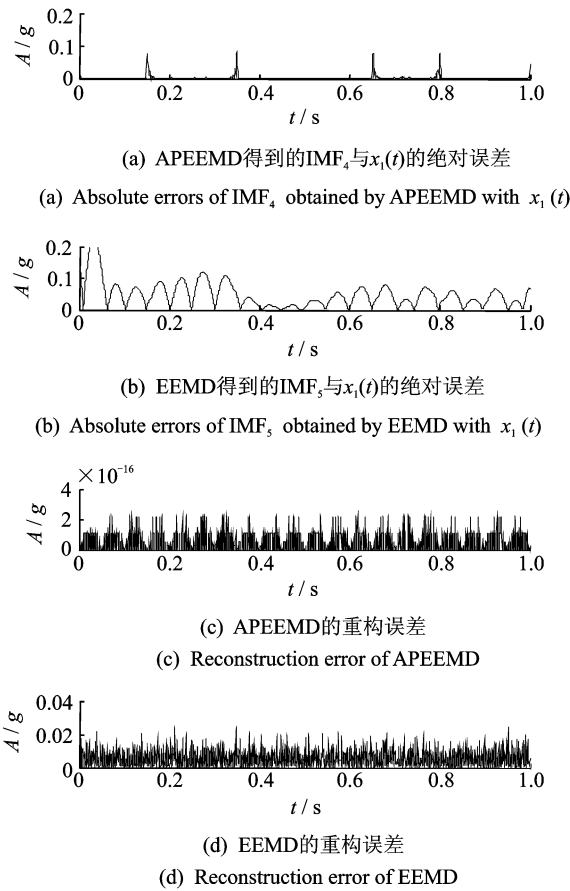 A / g
0.2
0.1
0
0 0.2 0.4 0.6 0.8 1.0
t / s
(a) APEEMD得到的IMF₄与x₁(t)的绝对误差
(a) Absolute errors of IMF₄ obtained by APEEMD with x₁ (t)
A / g
0.2
0.1
0
0 0.2 0.4 0.6 0.8 1.0
t / s
(b) EEMD得到的IMF₅与x₁(t)的绝对误差
(b) Absolute errors of IMF₅ obtained by EEMD with x₁ (t)
×10⁻¹⁶
A / g
4
2
0
0 0.2 0.4 0.6 0.8 1.0
t / s
(c) APEEMD的重构误差
(c) Reconstruction error of APEEMD
A / g
0.04
0.02
0
0 0.2 0.4 0.6 0.8 1.0
t / s
(d) EEMD的重构误差
(d) Reconstruction error of EEMD